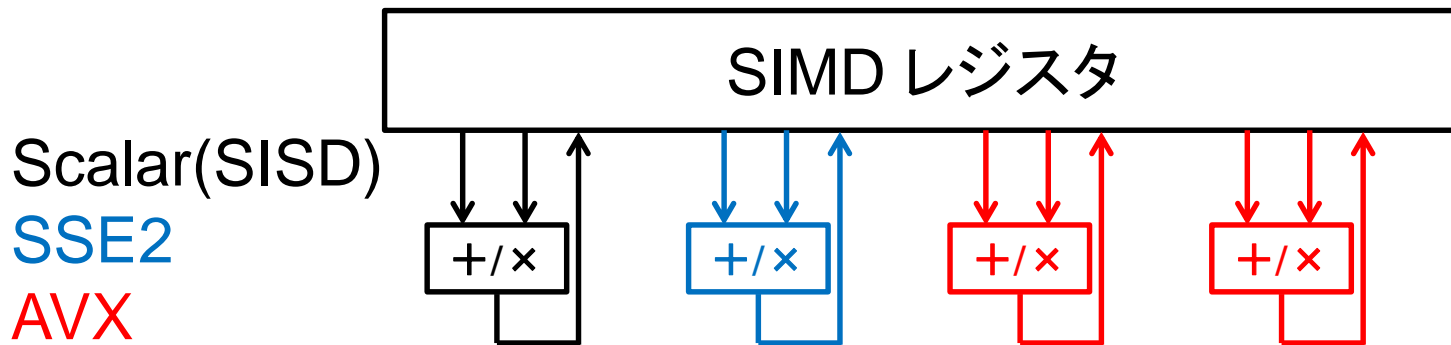 SIMD レジスタ
Scalar(SISD)
SSE2
AVX
+/× +/× +/× +/×